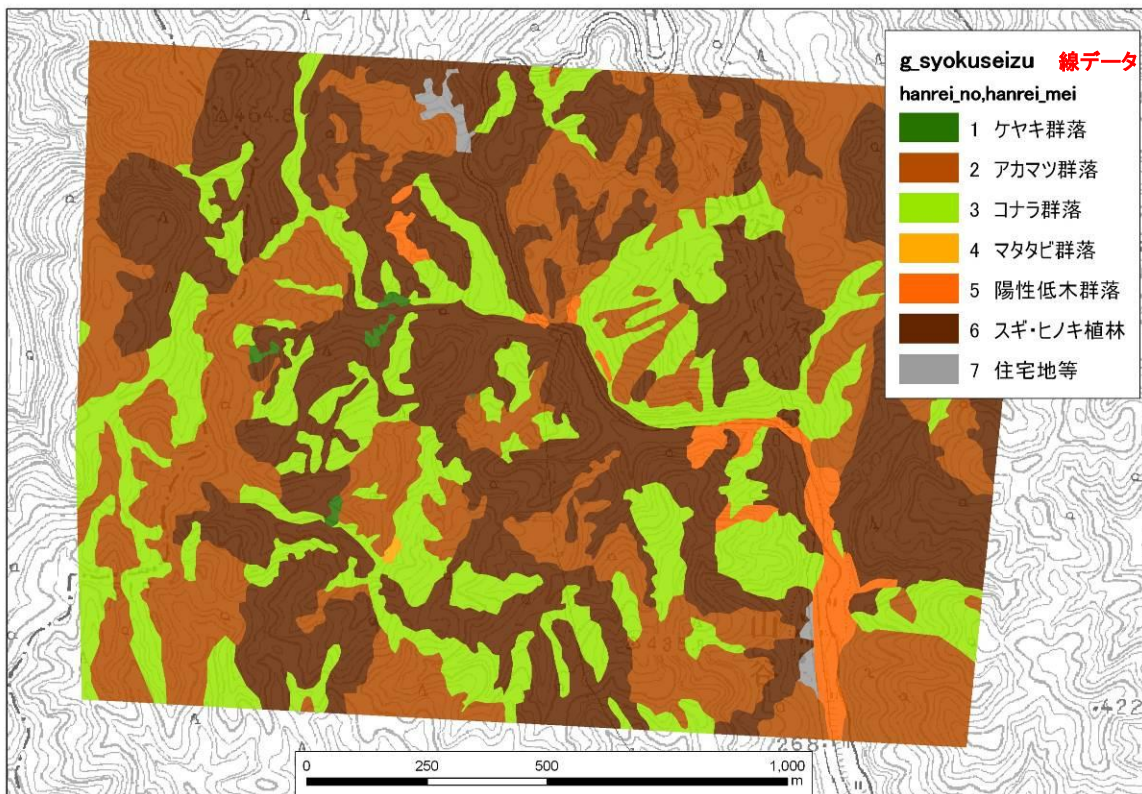 g_syokuseizu 線データ
hanrei_no,hanrei_mei
1 ケヤキ群落
2 アカマツ群落
3 コナラ群落
4 マタタビ群落
5 陽性低木群落
6 スギ・ヒノキ植林
7 住宅地等
464.8
422
0 250 500 1,000
m